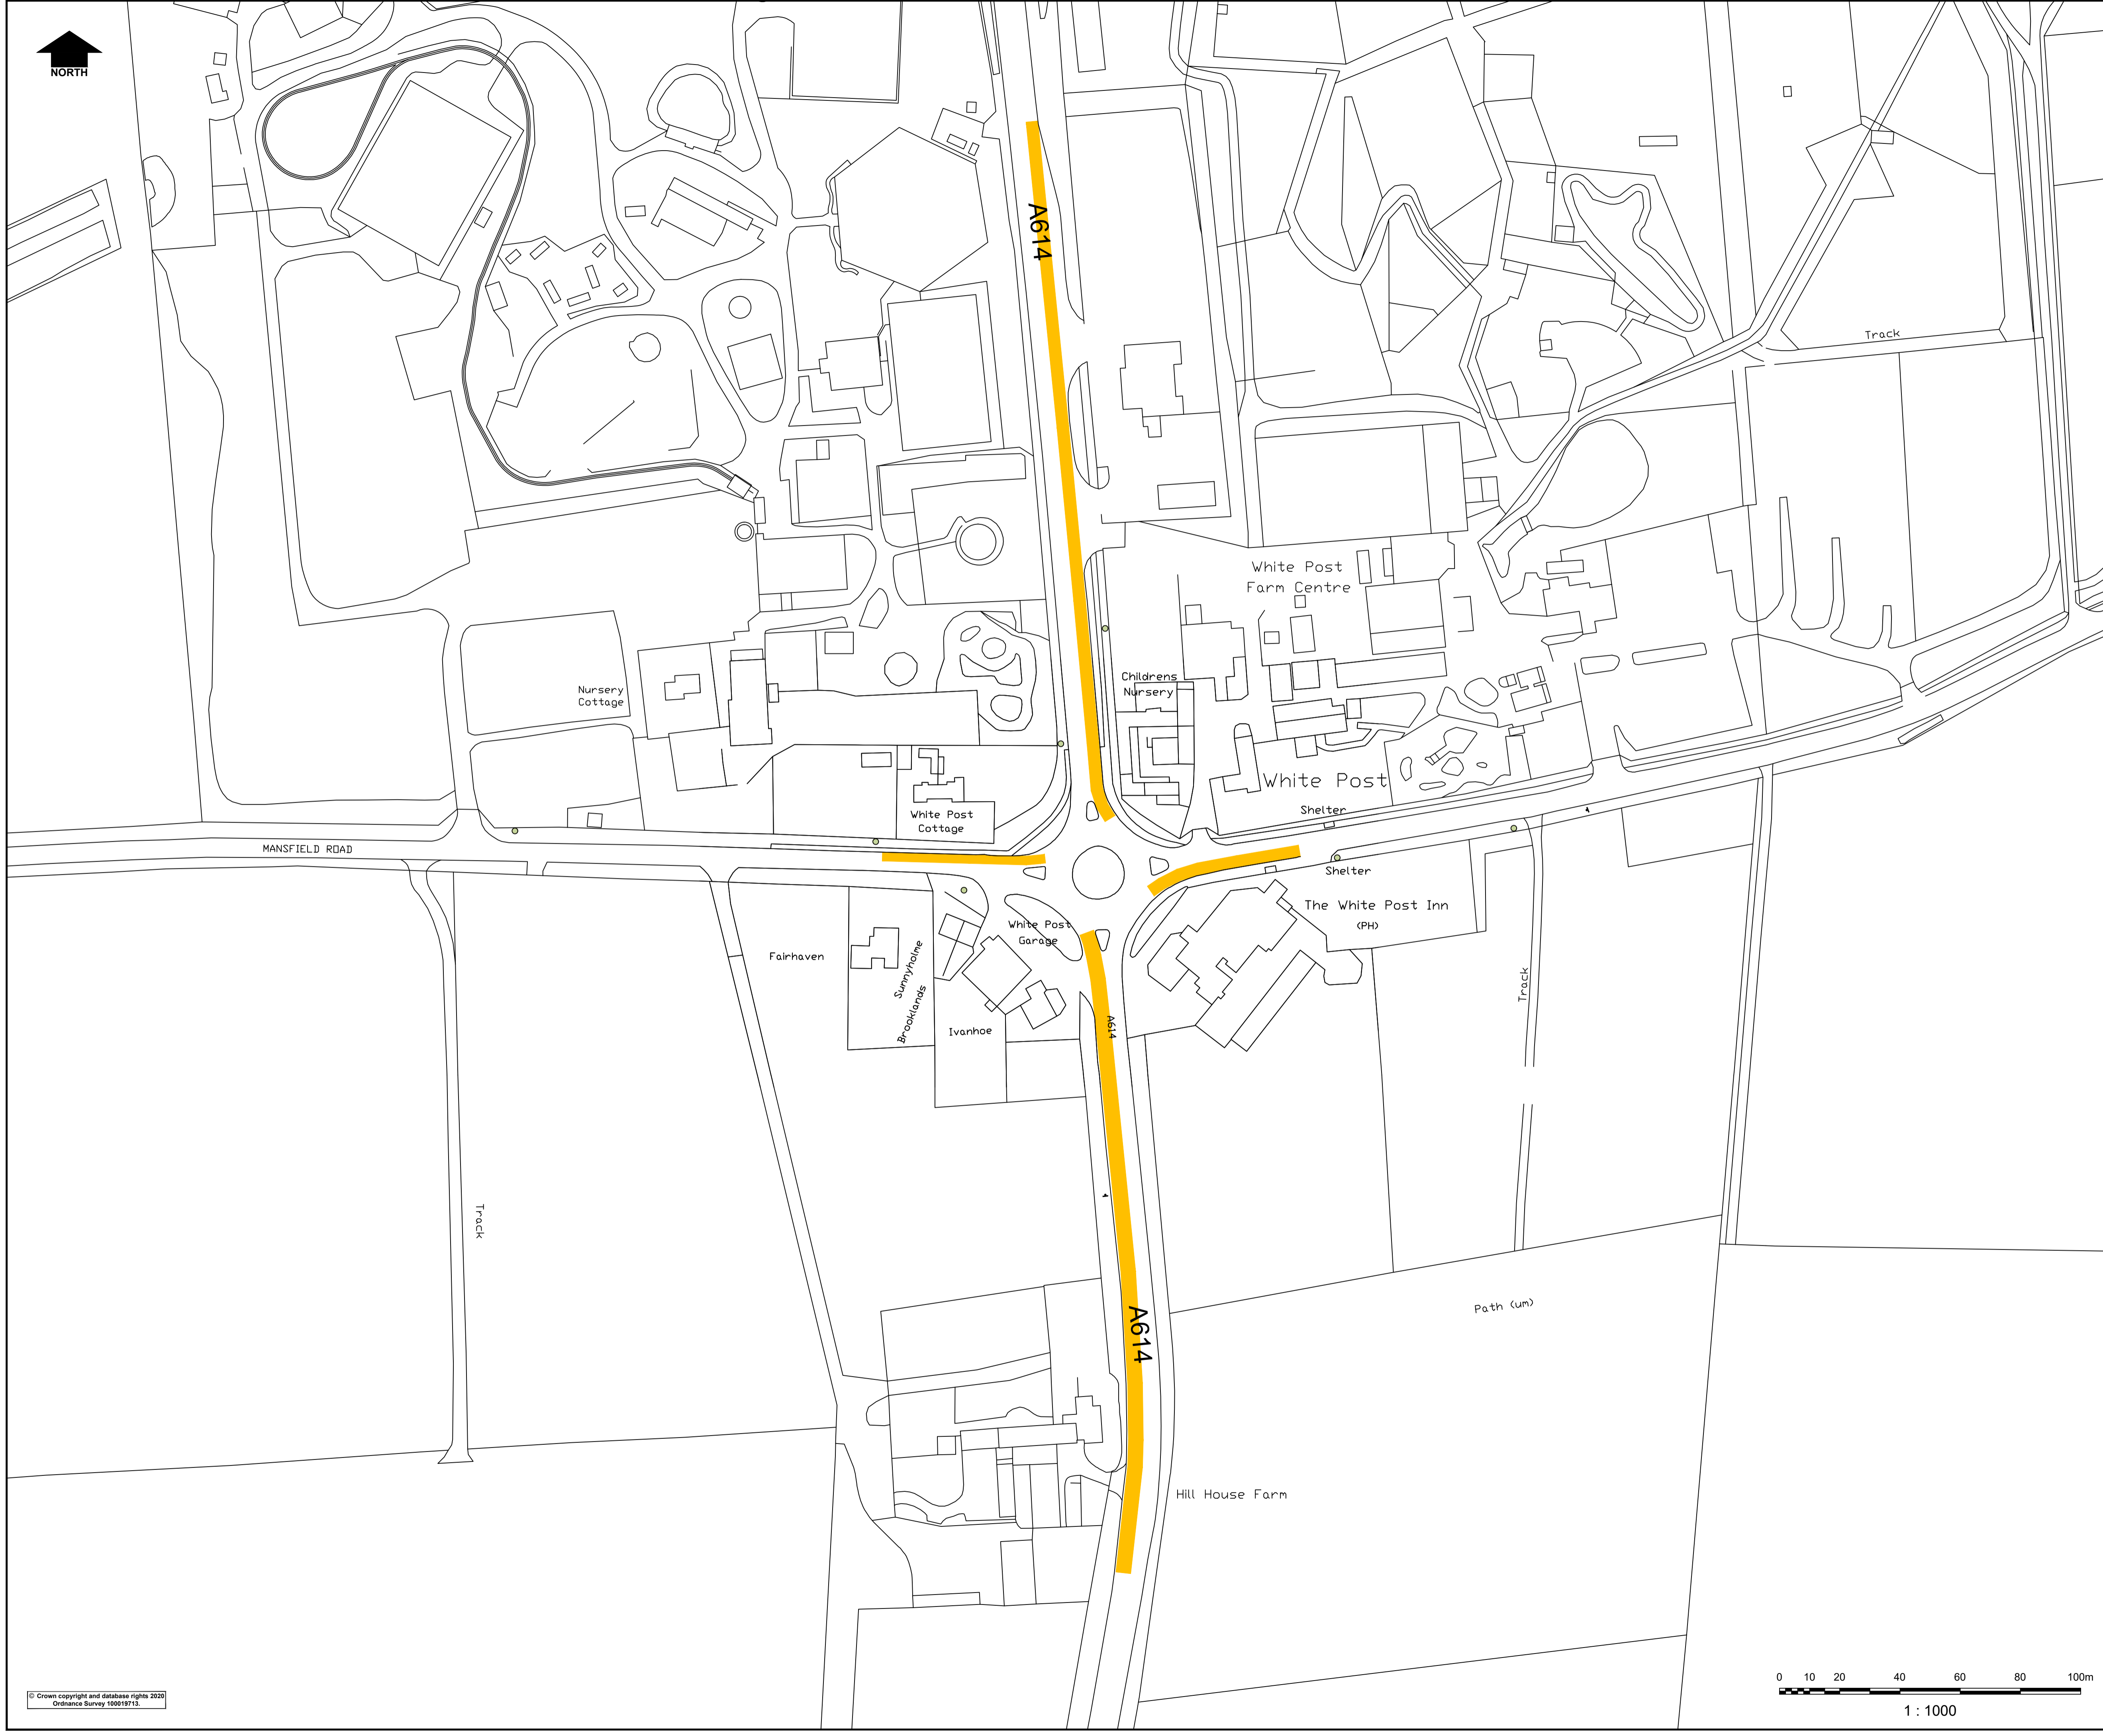 NORTH
A614
Track
White Post
Farm Centre
Childrens
Nursery
Nursery
Cottage
White Post
Shelter
White Post
Cottage
MANSFIELD ROAD
Shelter
The White Post Inn
(PH)
White Post
Garage
Fairhaven
Sunnyholme
Brooklands
Ivanhoe
A614
Track
Track
A614
Path (um)
Hill House Farm
© Crown copyright and database rights 2020
Ordnance Survey 100019713.
0 10 20 40 60 80 100m
1 : 1000